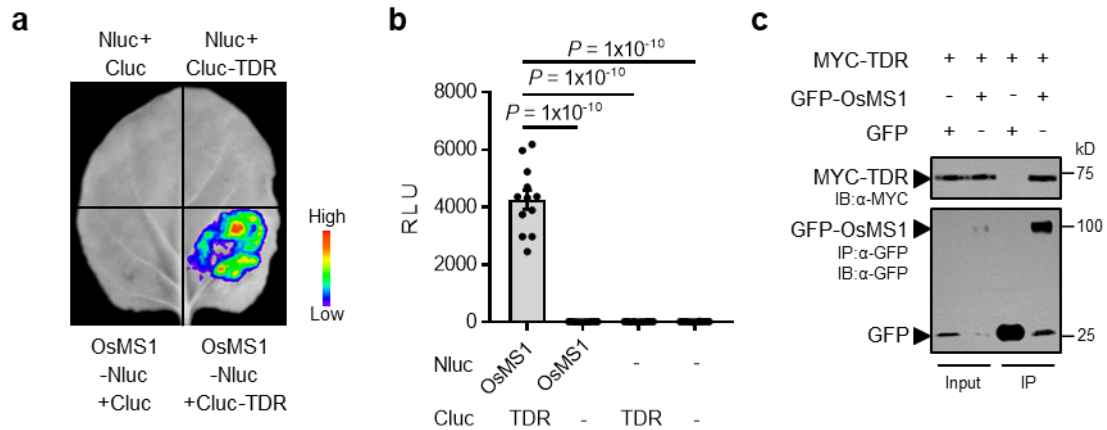 a
Nluc+ Nluc+
Cluc Cluc-TDR
High
Low
OsMS1 OsMS1
-Nluc -Nluc
+Cluc +Cluc-TDR
b
P = 1x10⁻¹⁰
P = 1x10⁻¹⁰
P = 1x10⁻¹⁰
8000
6000
4000
2000
0
RLU
Nluc OsMS1 OsMS1 - -
Cluc TDR - TDR -
c
MYC-TDR + + + +
GFP-OsMS1 - + - +
GFP + - + -
kD
MYC-TDR 75
IB:α-MYC
GFP-OsMS1 100
IP:α-GFP
IB:α-GFP
GFP 25
Input IP